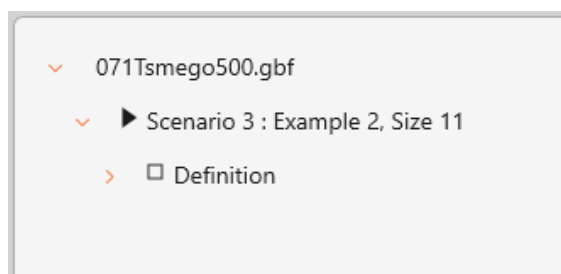 071Tsmego500.gbf
Scenario 3 : Example 2, Size 11
Definition